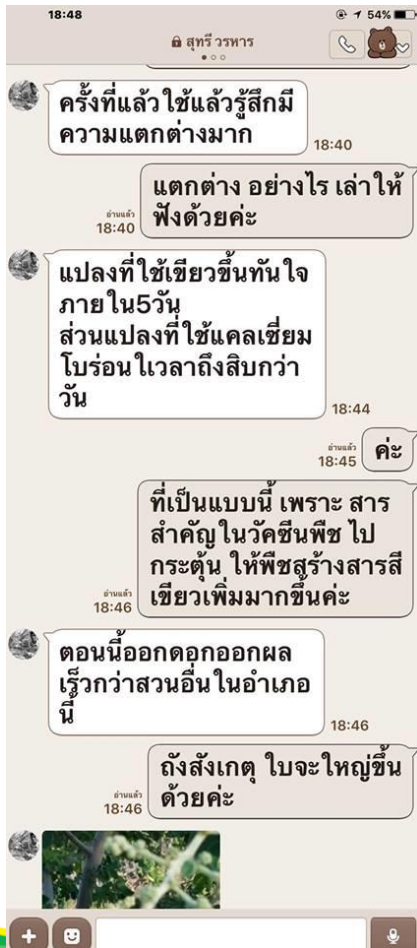 18:48
54%
สุทรี วรหาร
ครั้งที่แล้วใช้แล้วรู้สึกมี
ความแตกต่างมาก
18:40
แตกต่าง อย่างไร เล่าให้
ฟังด้วยค่ะ
อ่านแล้ว
18:40
แปลงที่ใช้เขียวขึ้นทันใจ
ภายใน5วัน
ส่วนแปลงที่ใช้แคลเซี่ยม
โบร่อนใเวลาถึงสิบกว่า
วัน
18:44
ค่ะ
อ่านแล้ว
18:45
ที่เป็นแบบนี้ เพราะ สาร
สำคัญในวัคซีนพืช ไป
กระตุ้น ให้พืชสร้างสารสี
เขียวเพิ่มมากขึ้นค่ะ
อ่านแล้ว
18:46
ตอนนี้ออกดอกออกผล
เร็วกว่าสวนอื่นในอำเภอ
นี้
18:46
ถังสังเกตุ ใบจะใหญ่ขึ้น
ด้วยค่ะ
อ่านแล้ว
18:46